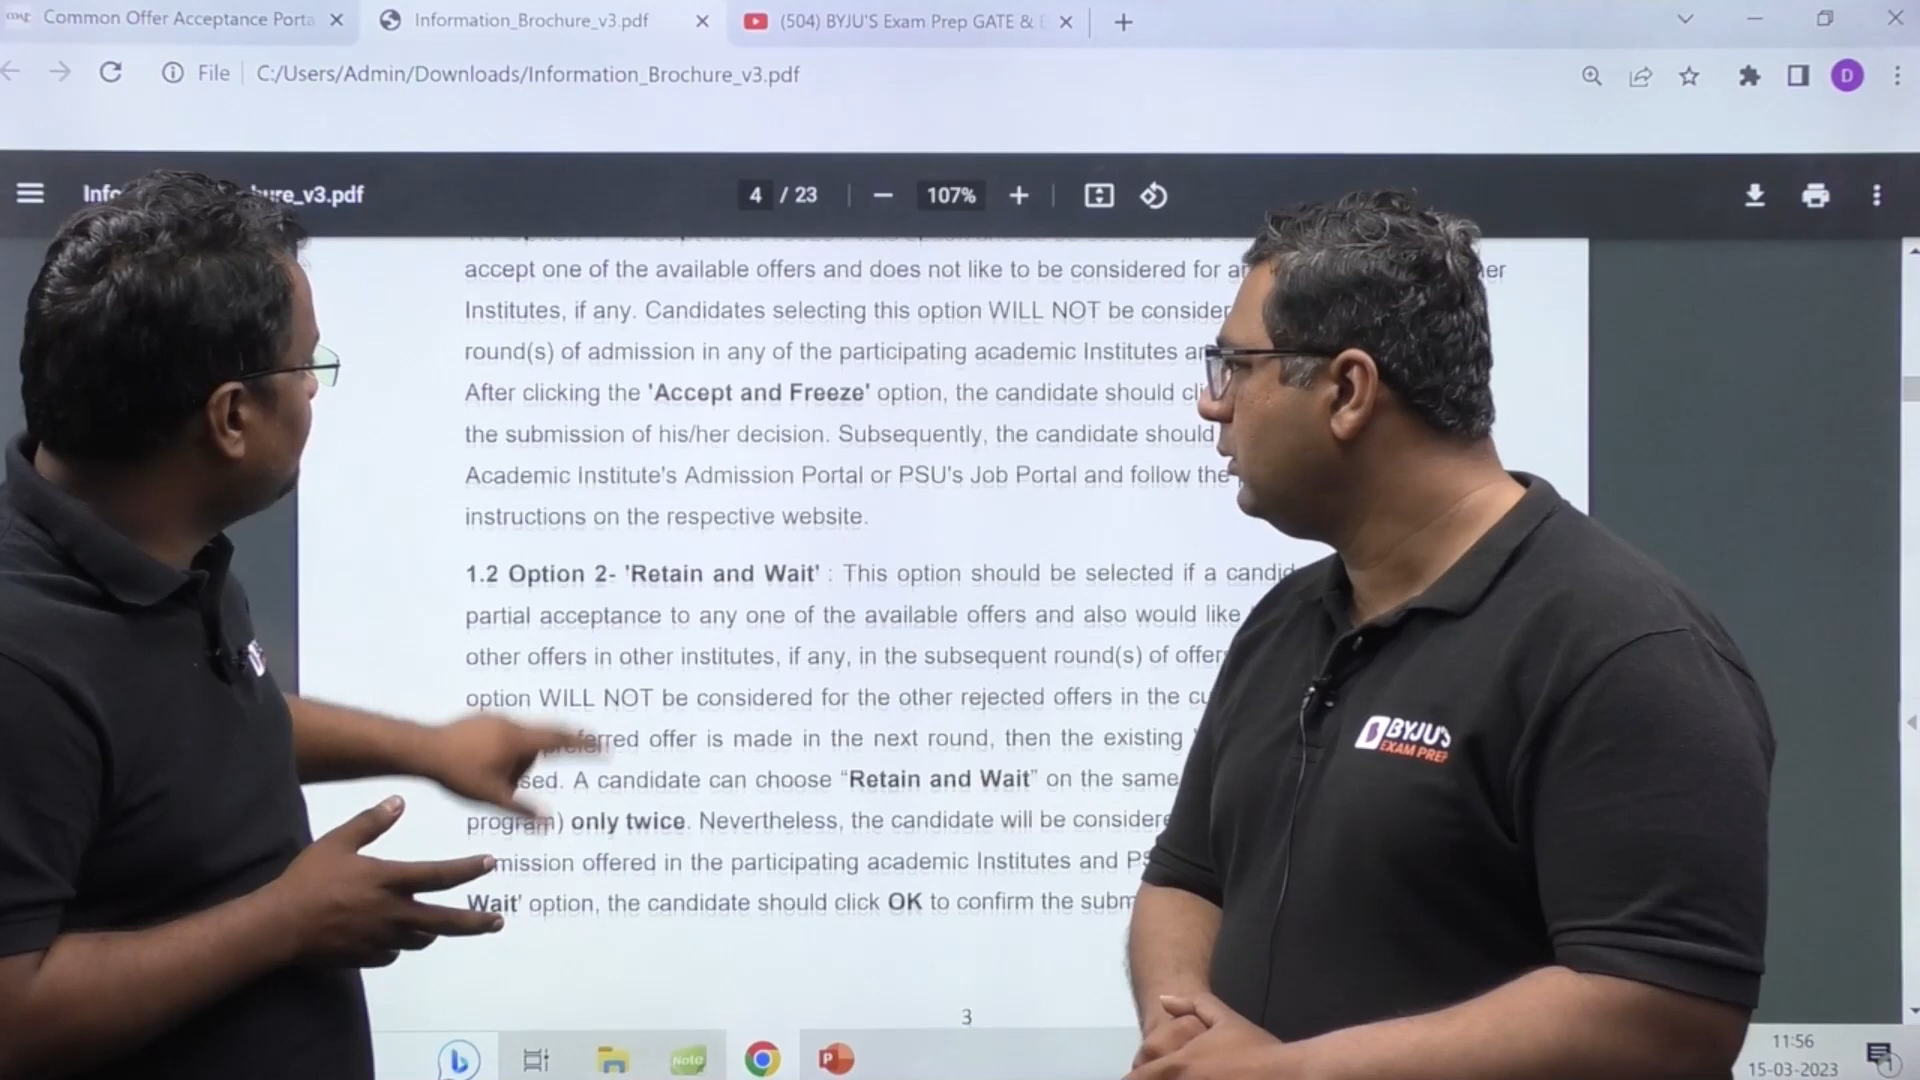 Common Offer Acceptance Porta
Information_Brochure_v3.pdf
(504) BYJU'S Exam Prep GATE &
File
C:/Users/Admin/Downloads/Information_Brochure_v3.pdf
D
4 / 23
107%
accept one of the available offers and does not like to be considered for
Institutes, if any. Candidates selecting this option WILL NOT be
round(s) of admission in any of the participating academic Institutes
After clicking the 'Accept and Freeze' option, the candidate should
the submission of his/her decision. Subsequently, the candidate should
Academic Institute's Admission Portal or PSU's Job Portal and follow the
instructions on the respective website.
1.2 Option 2- 'Retain and Wait' : This option should be selected if a
partial acceptance to any one of the available offers and also would like
other offers in other institutes, if any, in the subsequent round(s) of
option WILL NOT be considered for the other rejected offers in the
preferred offer is made in the next round, then the existing
A candidate can choose “Retain and Wait” on the same
program) only twice. Nevertheless, the candidate will be
offered in the participating academic Institutes and
Wait' option, the candidate should click OK to confirm the
3
Note
P
11:56
15-03-2023
BYJU'S
EXAM PREP